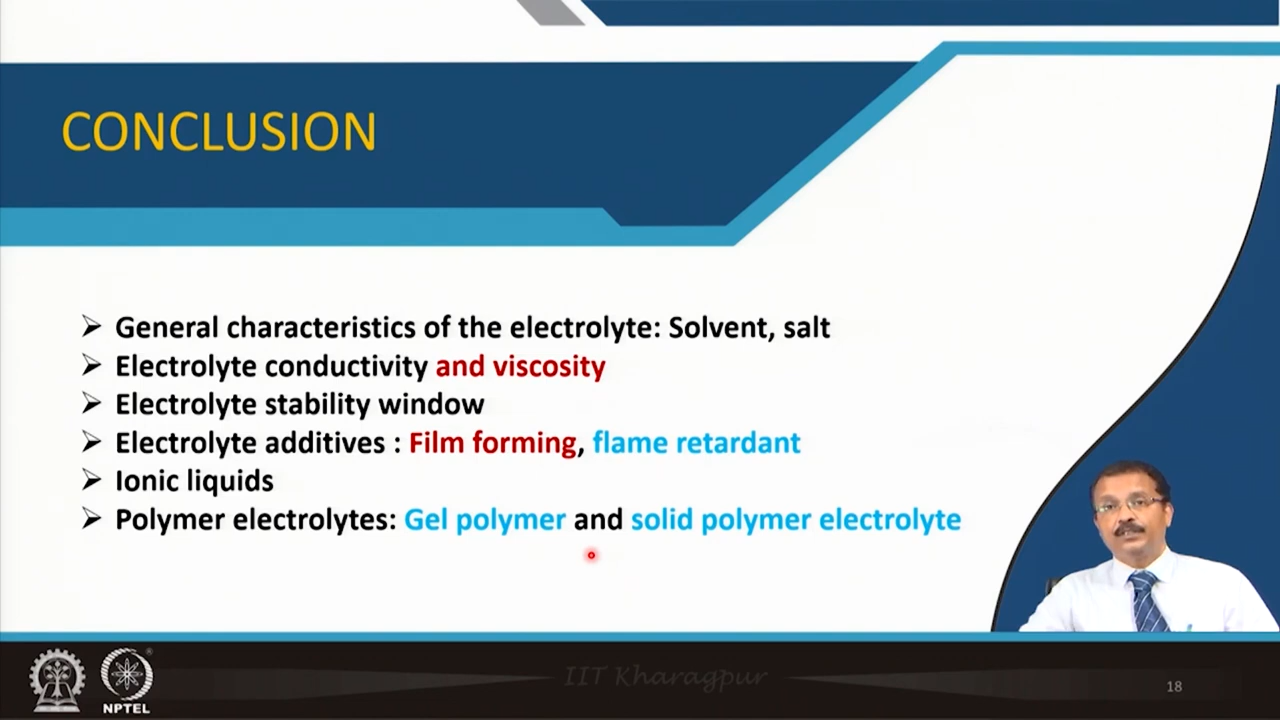 CONCLUSION
➢ General characteristics of the electrolyte: Solvent, salt
➢ Electrolyte conductivity and viscosity
➢ Electrolyte stability window
➢ Electrolyte additives : Film forming, flame retardant
➢ Ionic liquids
➢ Polymer electrolytes: Gel polymer and solid polymer electrolyte
IIT Kharagpur
NPTEL
18